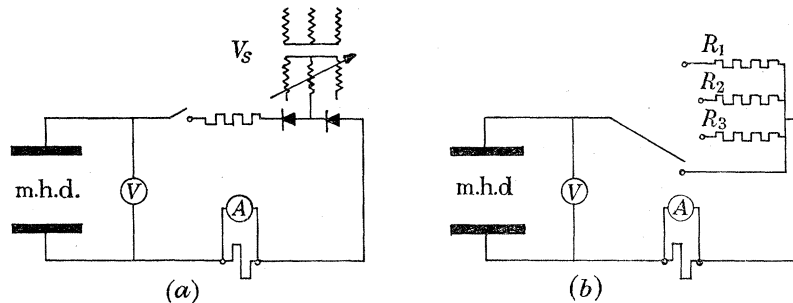 V_s
m.h.d.
V
A
(a)
R_1
R_2
R_3
m.h.d
V
A
(b)